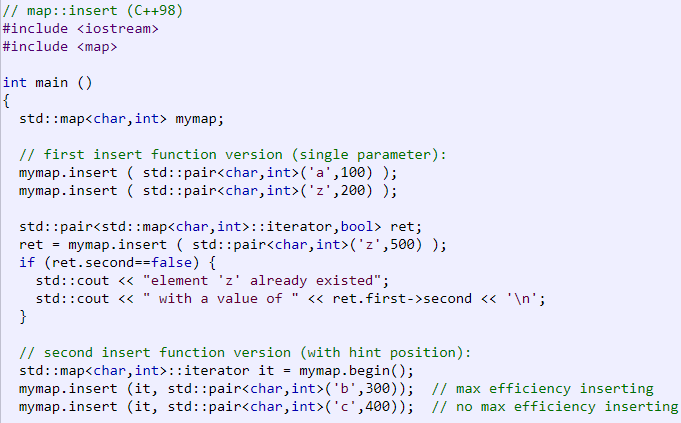 // map::insert (C++98)
#include <iostream>
#include <map>
int main ()
{
std::map<char,int> mymap;
// first insert function version (single parameter):
mymap.insert ( std::pair<char,int>('a',100) );
mymap.insert ( std::pair<char,int>('z',200) );
std::pair<std::map<char,int>::iterator,bool> ret;
ret = mymap.insert ( std::pair<char,int>('z',500) );
if (ret.second==false) {
std::cout << "element 'z' already existed";
std::cout << " with a value of " << ret.first->second << '\n';
}
// second insert function version (with hint position):
std::map<char,int>::iterator it = mymap.begin();
mymap.insert (it, std::pair<char,int>('b',300));  // max efficiency inserting
mymap.insert (it, std::pair<char,int>('c',400));  // no max efficiency inserting